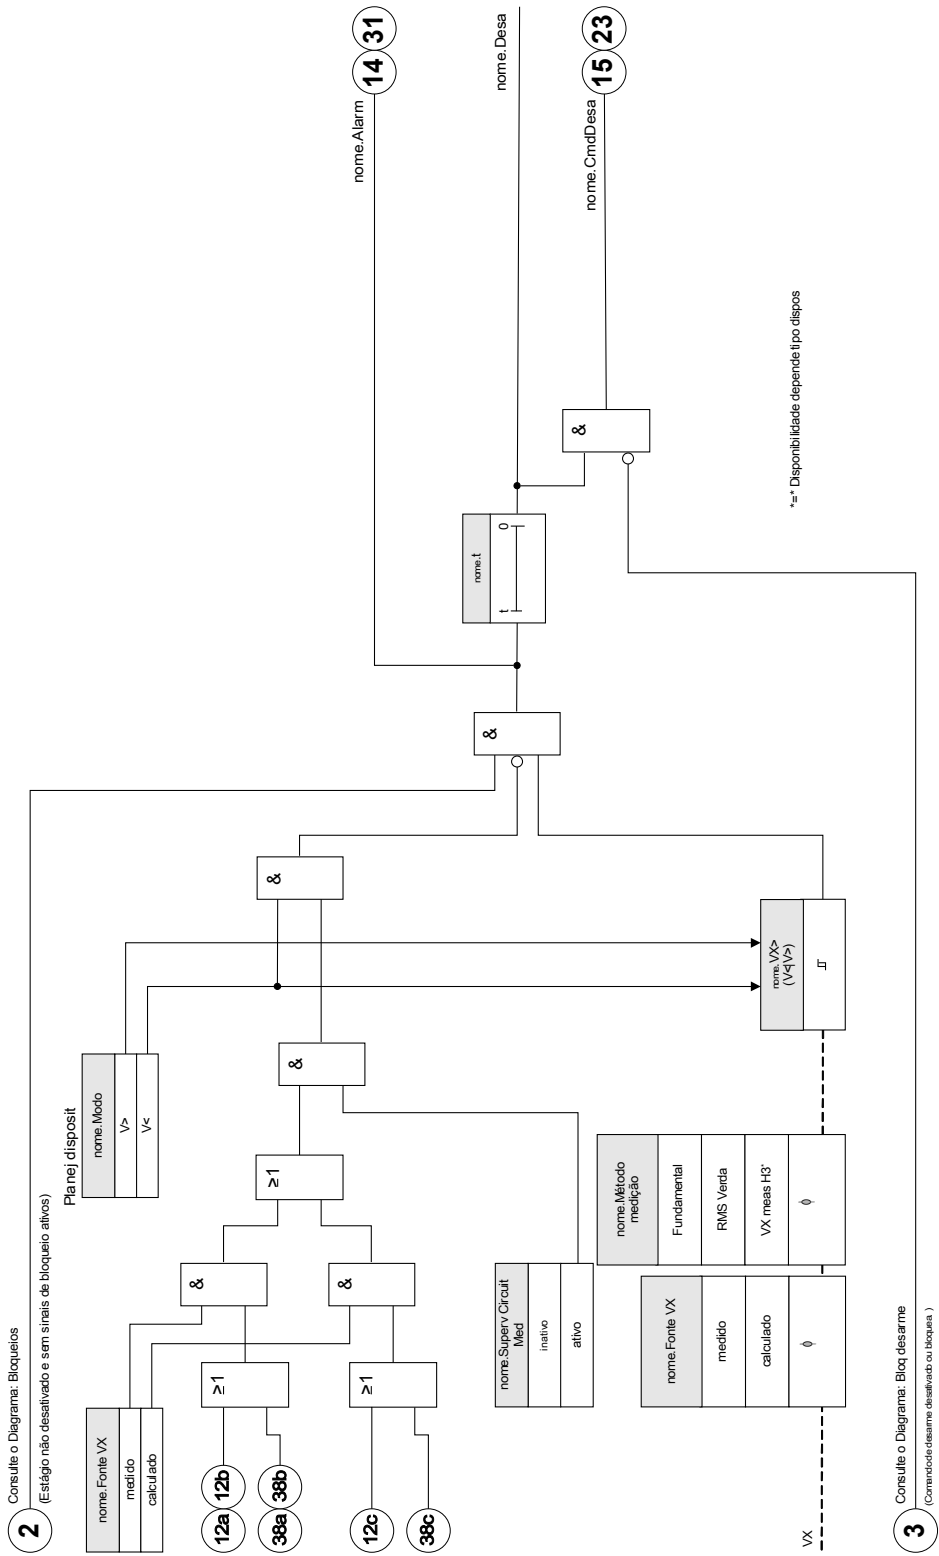 2
Consulte o Diagrama: Bloqueios
(Estágio não desativado e sem sinais de bloqueio ativos)
nome.Fonte VX
medido
calculado
12a
12b
38a
38b
12c
38c
≥1
≥1
&
&
≥1
&
&
Planej disposit
nome.Modo
V>
V<
nome.Superv Circuit
Med
inativo
ativo
VX
nome.Fonte VX
medido
calculado
ϕ
nome.Método
medição
Fundamental
RMS Verda
VX meas H3*
ϕ
nome.VX>
(V<|V>)
&
nome.t
t
0
&
nome.Alarm
14
31
nome.Desa
nome.CmdDesa
15
23
*=* Disponibilidade depende tipo dispos
3
Consulte o Diagrama: Bloq desarme
(Comando de desarme desativado ou bloquea. )